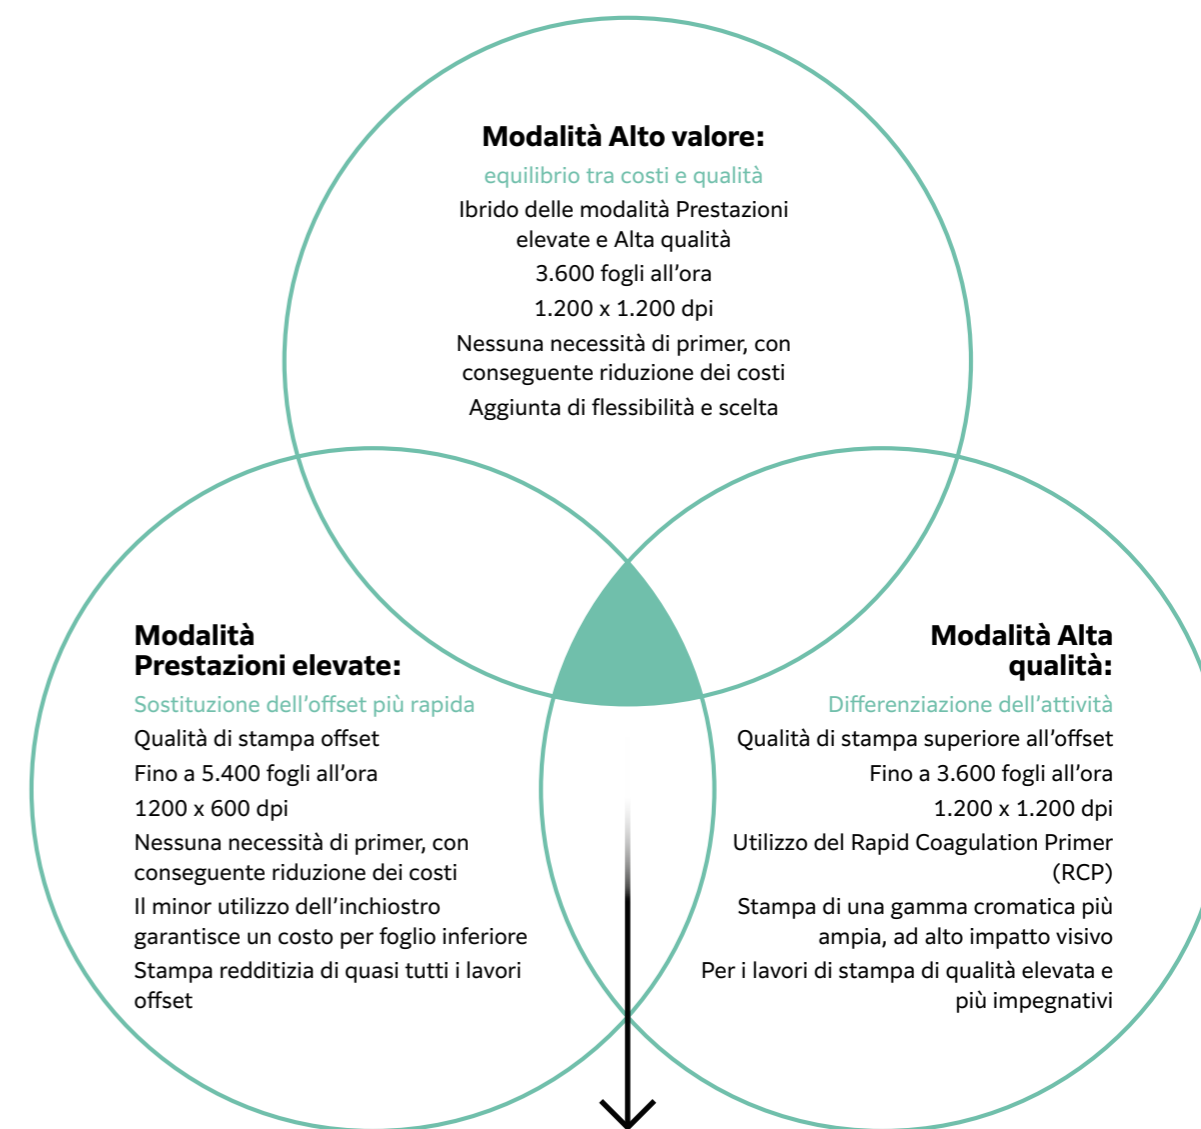 Modalità Alto valore:
equilibrio tra costi e qualità
Ibrido delle modalità Prestazioni
elevate e Alta qualità
3.600 fogli all'ora
1.200 x 1.200 dpi
Nessuna necessità di primer, con
conseguente riduzione dei costi
Aggiunta di flessibilità e scelta
Modalità
Prestazioni elevate:
Sostituzione dell’offset più rapida
Qualità di stampa offset
Fino a 5.400 fogli all’ora
1200 x 600 dpi
Nessuna necessità di primer, con
conseguente riduzione dei costi
Il minor utilizzo dell’inchiostro
garantisce un costo per foglio inferiore
Stampa redditizia di quasi tutti i lavori
offset
Modalità Alta
qualità:
Differenziazione dell’attività
Qualità di stampa superiore all’offset
Fino a 3.600 fogli all’ora
1.200 x 1.200 dpi
Utilizzo del Rapid Coagulation Primer
(RCP)
Stampa di una gamma cromatica più
ampia, ad alto impatto visivo
Per i lavori di stampa di qualità elevata e
più impegnativi